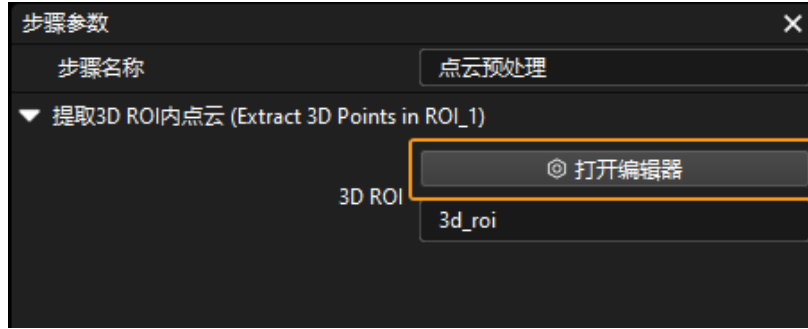 步骤参数
步骤名称 点云预处理
提取3D ROI内点云 (Extract 3D Points in ROI_1)
打开编辑器
3D ROI
3d_roi